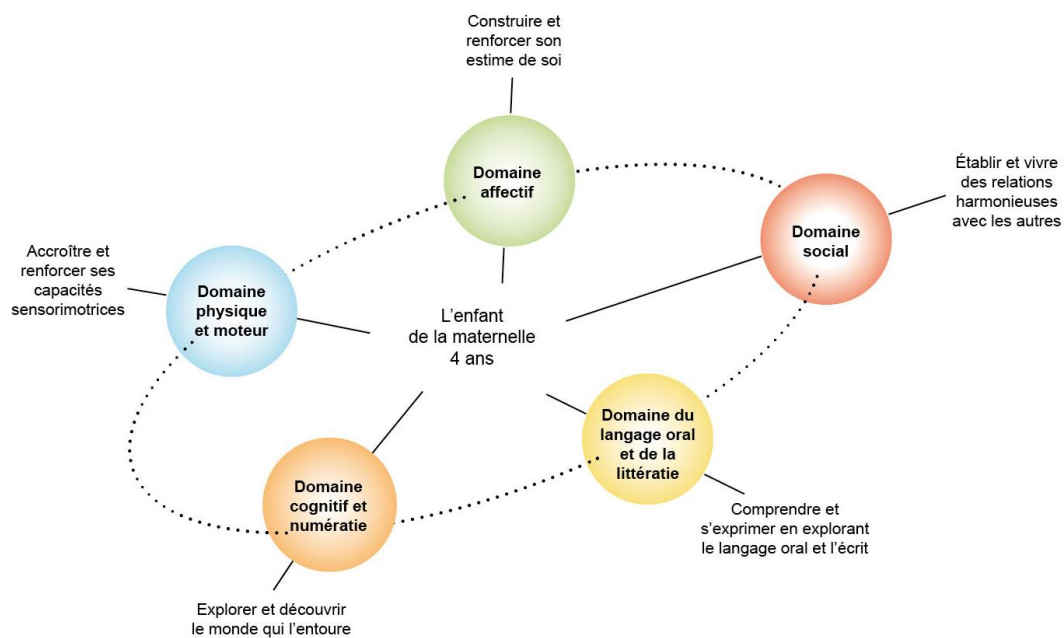 Construire et
renforcer son
estime de soi
Domaine
affectif
Établir et vivre
des relations
harmonieuses
avec les autres
Domaine
social
Accroître et
renforcer ses
capacités
sensorimotrices
Domaine
physique
et moteur
L'enfant
de la maternelle
4 ans
Domaine du
langage oral
et de la
littératie
Domaine
cognitif et
numératie
Comprendre et
s'exprimer en explorant
le langage oral et l'écrit
Explorer et découvrir
le monde qui l'entoure